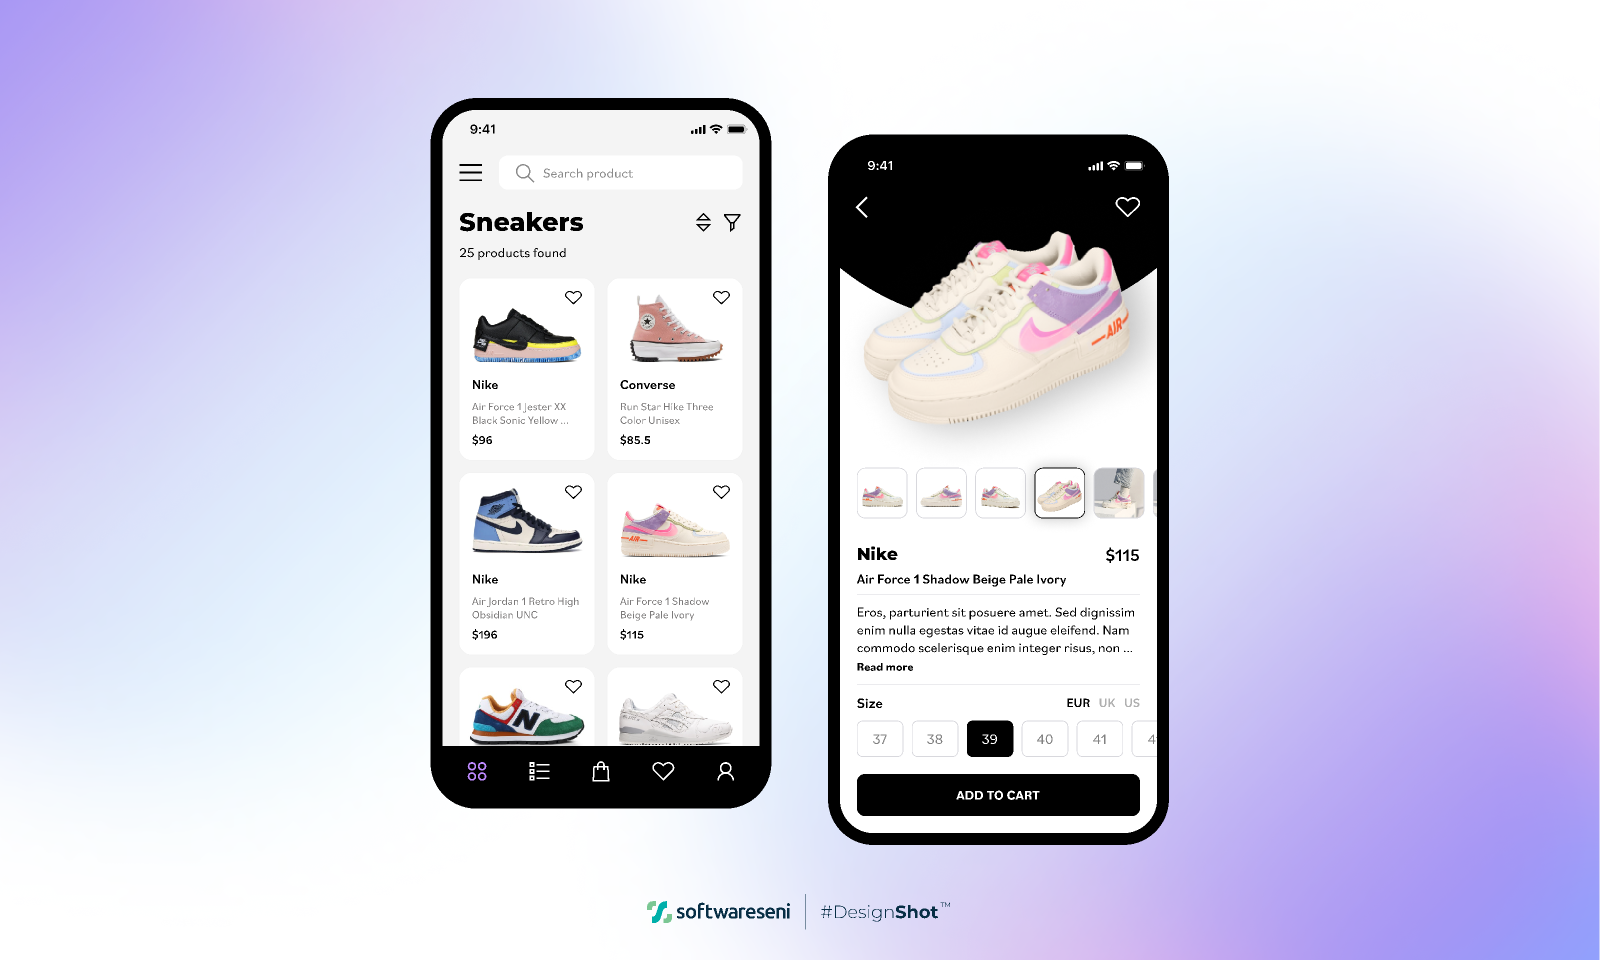 9:41
Search product
Sneakers
25 products found
Nike
Air Force 1 Jester XX
Black Sonic Yellow ...
$96
Converse
Run Star Hike Three
Color Unisex
$85.5
Nike
Air Jordan 1 Retro High
Obsidian UNC
$196
Nike
Air Force 1 Shadow
Beige Pale Ivory
$115
N
9:41
AIR
Nike
$115
Air Force 1 Shadow Beige Pale Ivory
Eros, parturient sit posuere amet. Sed dignissim
enim nulla egestas vitae id augue eleifend. Nam
commodo scelerisque enim integer risus, non ...
Read more
Size
EUR UK US
37 38 39 40 41
ADD TO CART
softwareseni
#DesignShot™